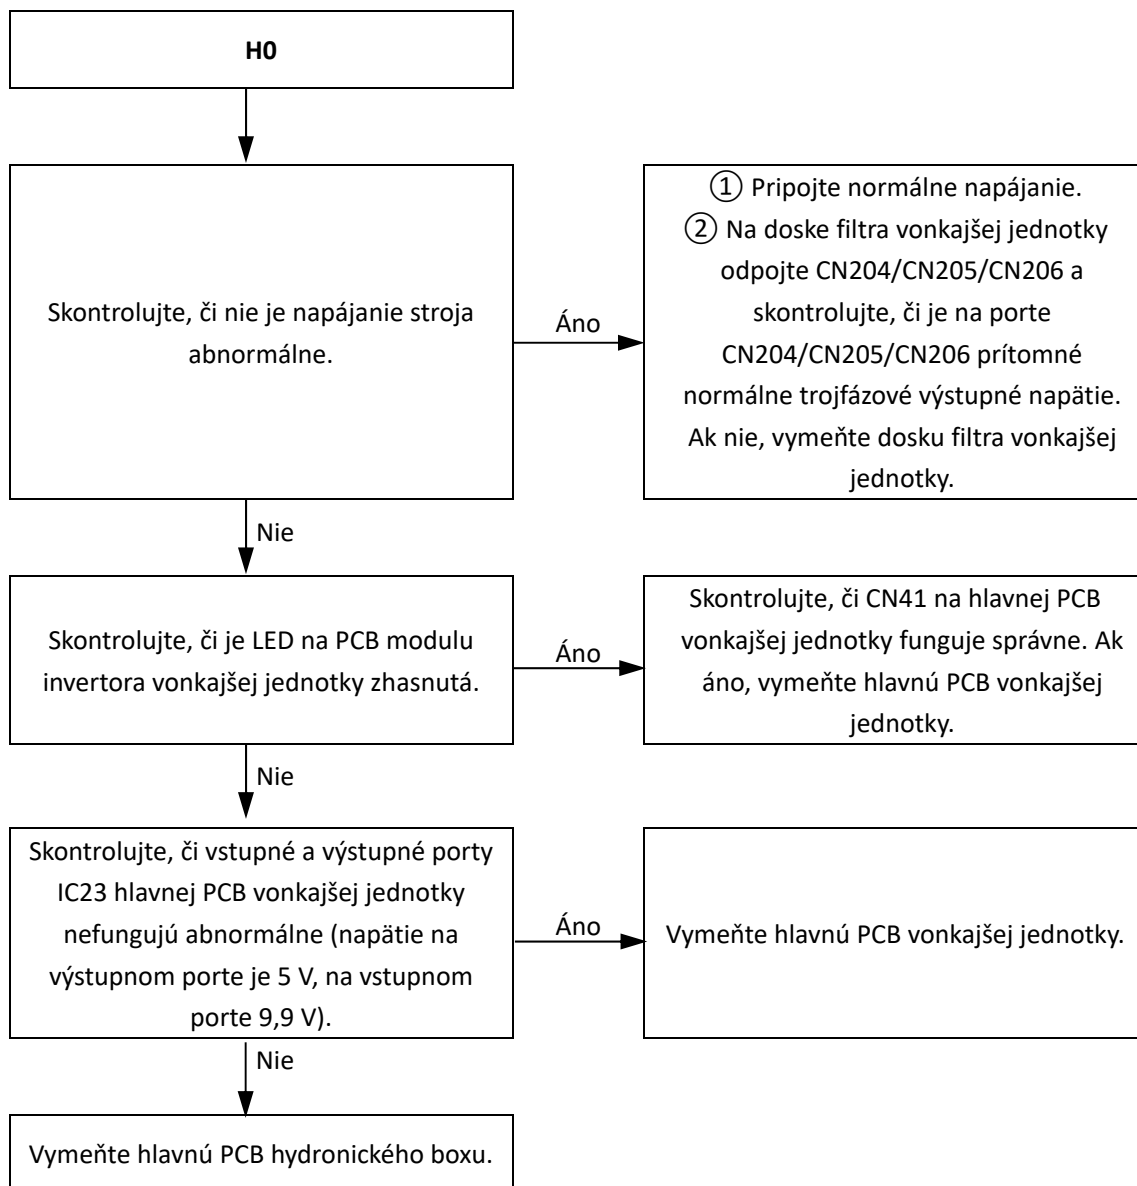 H0
Skontrolujte, či nie je napájanie stroja
abnormálne.
Áno
① Pripojte normálne napájanie.
② Na doske filtra vonkajšej jednotky
odpojte CN204/CN205/CN206 a
skontrolujte, či je na porte
CN204/CN205/CN206 prítomné
normálne trojfázové výstupné napätie.
Ak nie, vymeňte dosku filtra vonkajšej
jednotky.
Nie
Skontrolujte, či je LED na PCB modulu
invertora vonkajšej jednotky zhasnutá.
Áno
Skontrolujte, či CN41 na hlavnej PCB
vonkajšej jednotky funguje správne. Ak
áno, vymeňte hlavnú PCB vonkajšej
jednotky.
Nie
Skontrolujte, či vstupné a výstupné porty
IC23 hlavnej PCB vonkajšej jednotky
nefungujú abnormálne (napätie na
výstupnom porte je 5 V, na vstupnom
porte 9,9 V).
Áno
Vymeňte hlavnú PCB vonkajšej jednotky.
Nie
Vymeňte hlavnú PCB hydronického boxu.